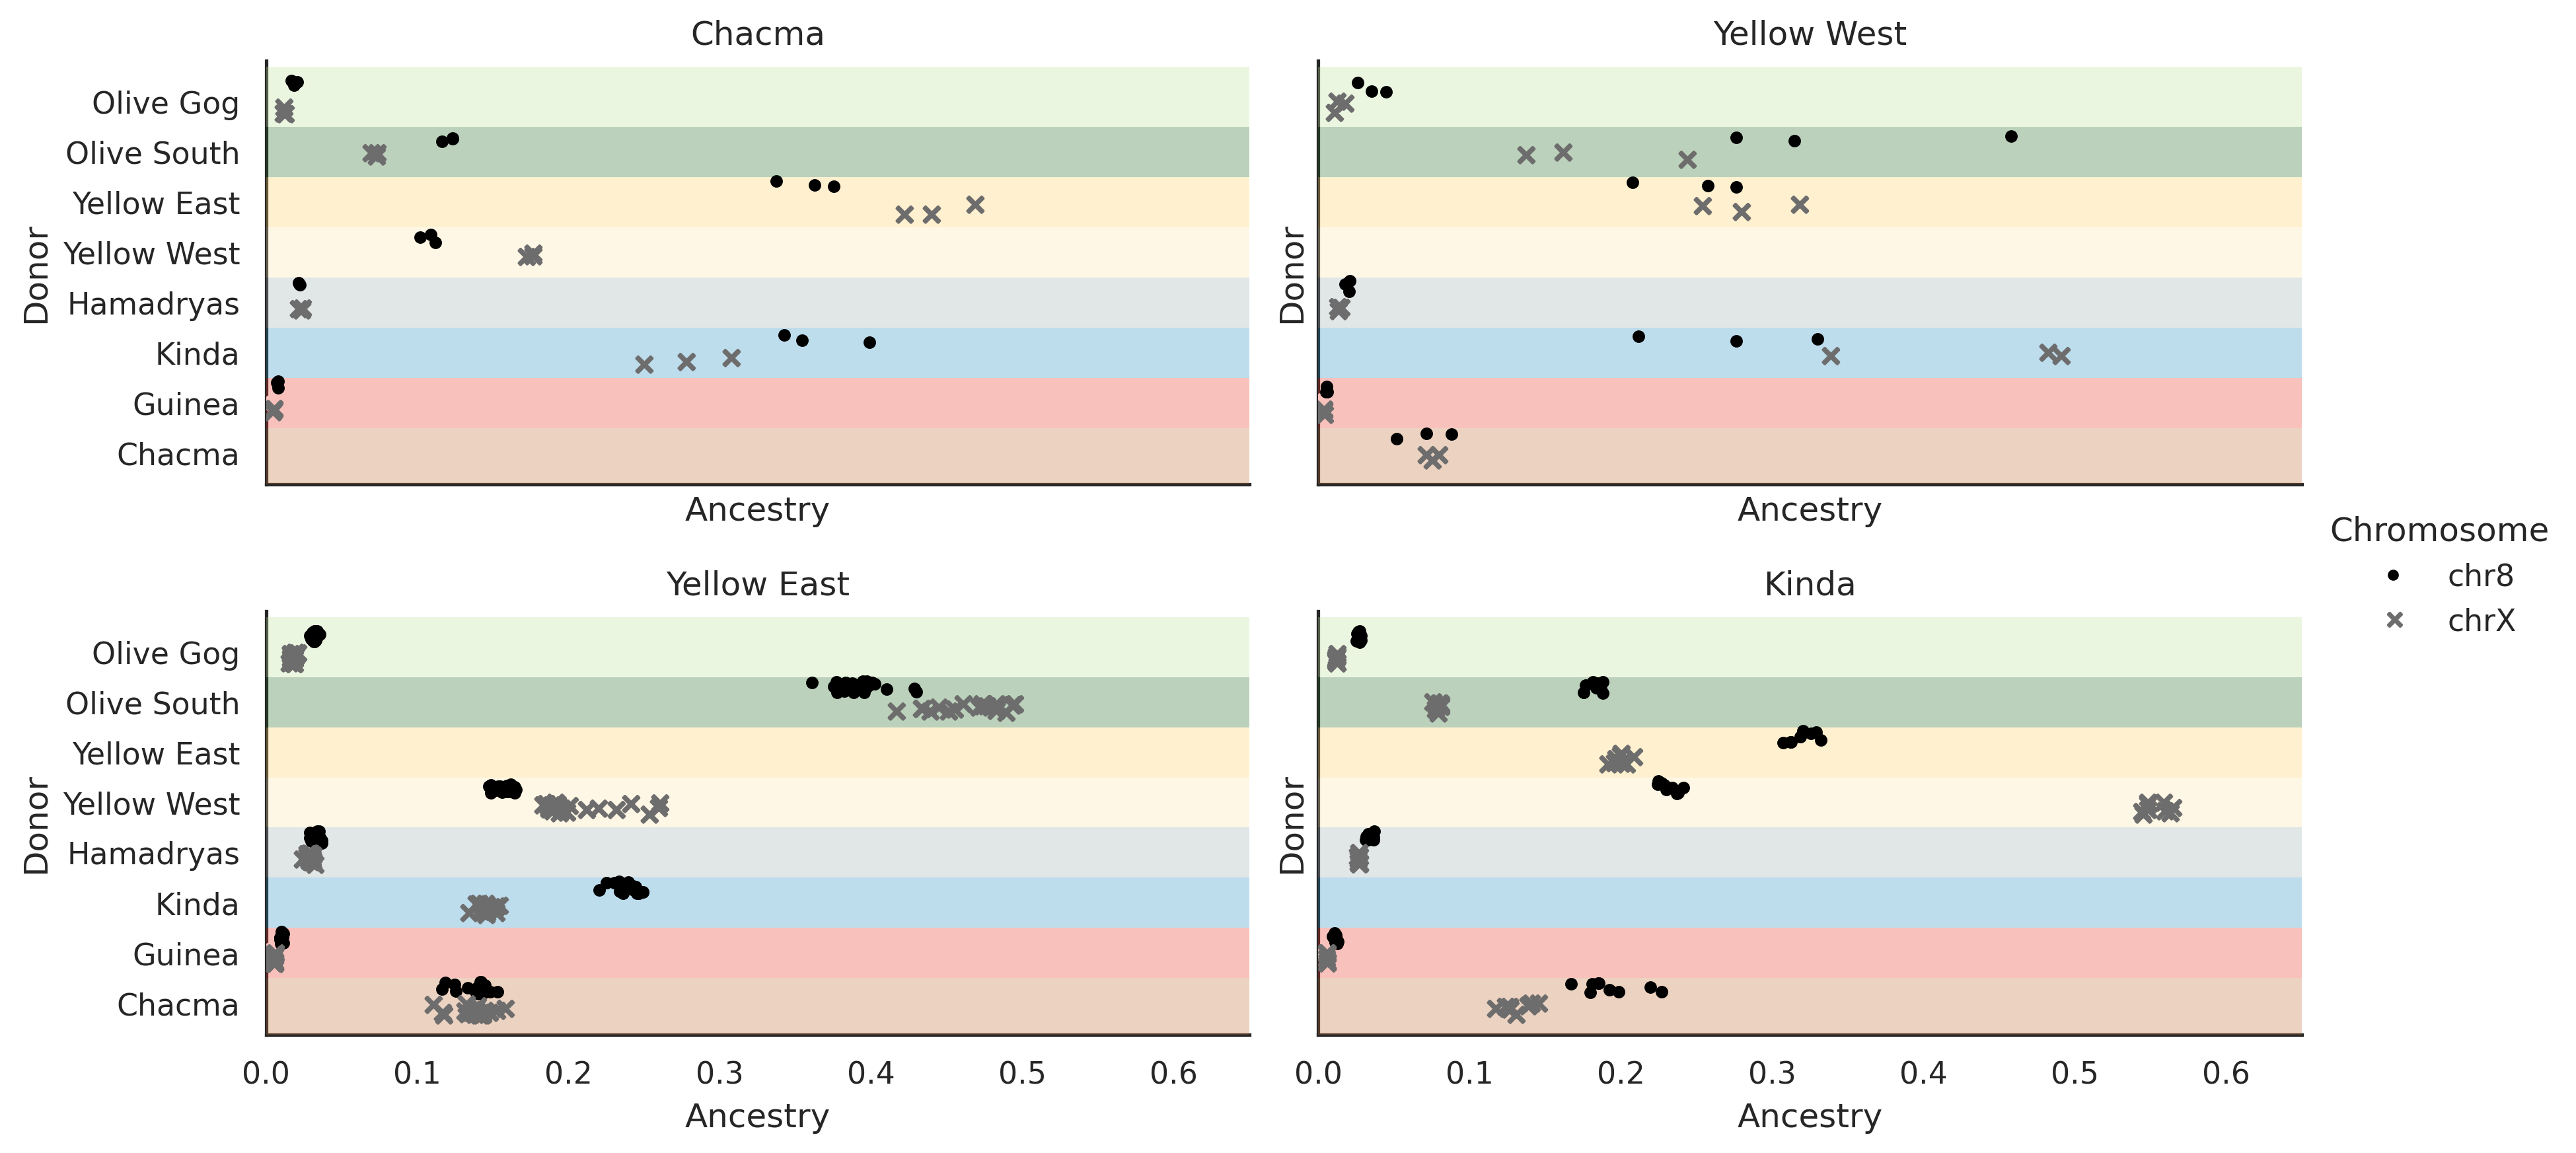 Chacma
Yellow West
Olive Gog
Olive South
Yellow East
Yellow West
Hamadryas
Kinda
Guinea
Chacma
Donor
Donor
Ancestry
Ancestry
Chromosome
chr8
chrX
Yellow East
Kinda
Olive Gog
Olive South
Yellow East
Yellow West
Hamadryas
Kinda
Guinea
Chacma
Donor
Donor
0.0 0.1 0.2 0.3 0.4 0.5 0.6
0.0 0.1 0.2 0.3 0.4 0.5 0.6
Ancestry
Ancestry